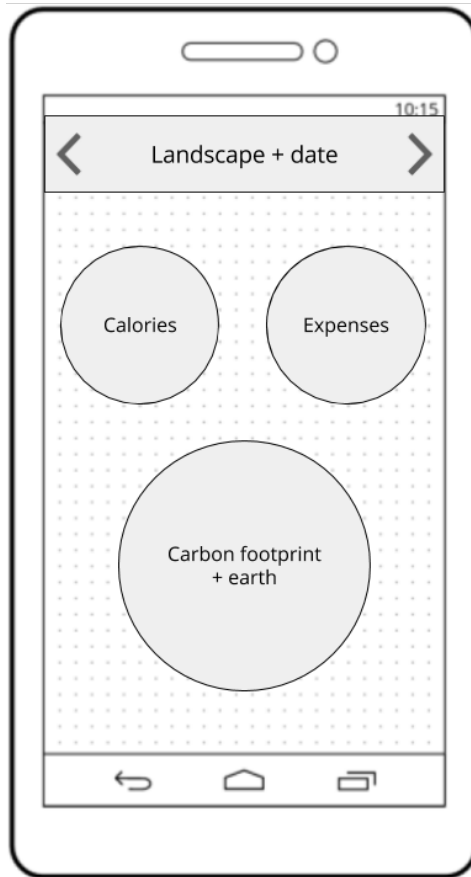 10:15
Landscape + date
Calories
Expenses
Carbon footprint
+ earth